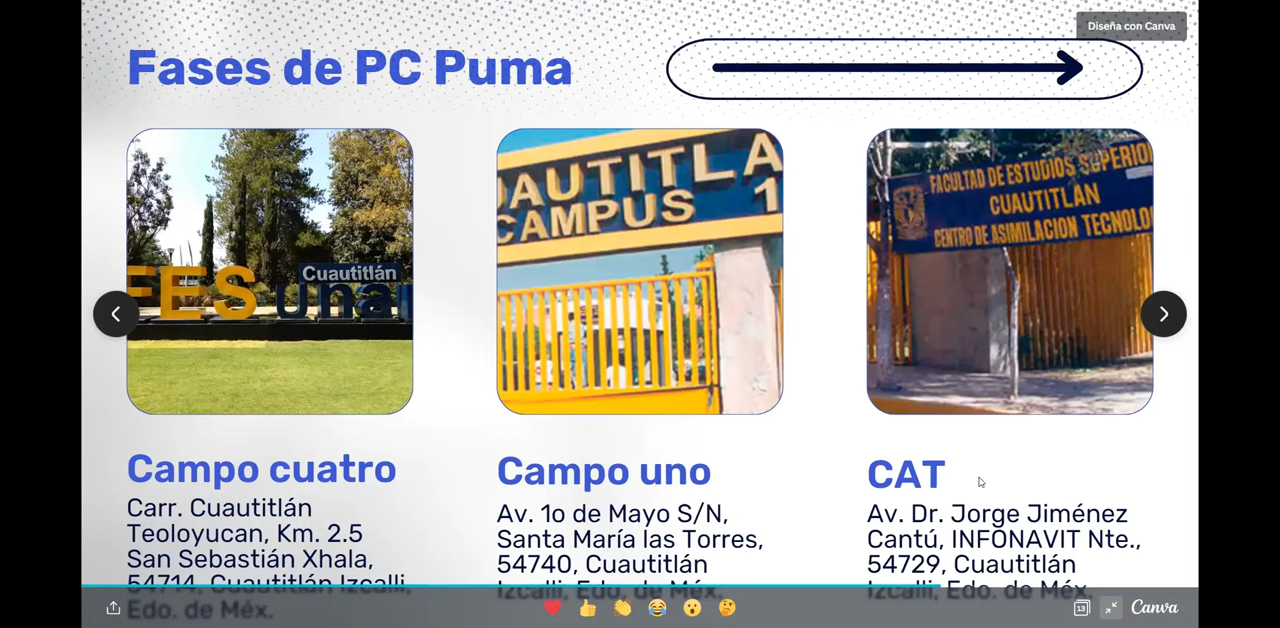 Diseña con Canva
Fases de PC Puma
FES
Cuautitlán
unam
UAUTITLA
CAMPUS 1
FACULTAD DE ESTUDIOS SUPERIO
CUAUTITLAN
CENTRO DE ASIMILACION TECNOLO
Campo cuatro
Carr. Cuautitlán
Teoloyucan, Km. 2.5
San Sebastián Xhala,
54714, Cuautitlán Izcalli,
Edo. de Méx.
Campo uno
Av. 1o de Mayo S/N,
Santa María las Torres,
54740, Cuautitlán
Izcalli, Edo. de Méx.
CAT
Av. Dr. Jorge Jiménez
Cantú, INFONAVIT Nte.,
54729, Cuautitlán
Izcalli, Edo. de Méx.
13
Canva